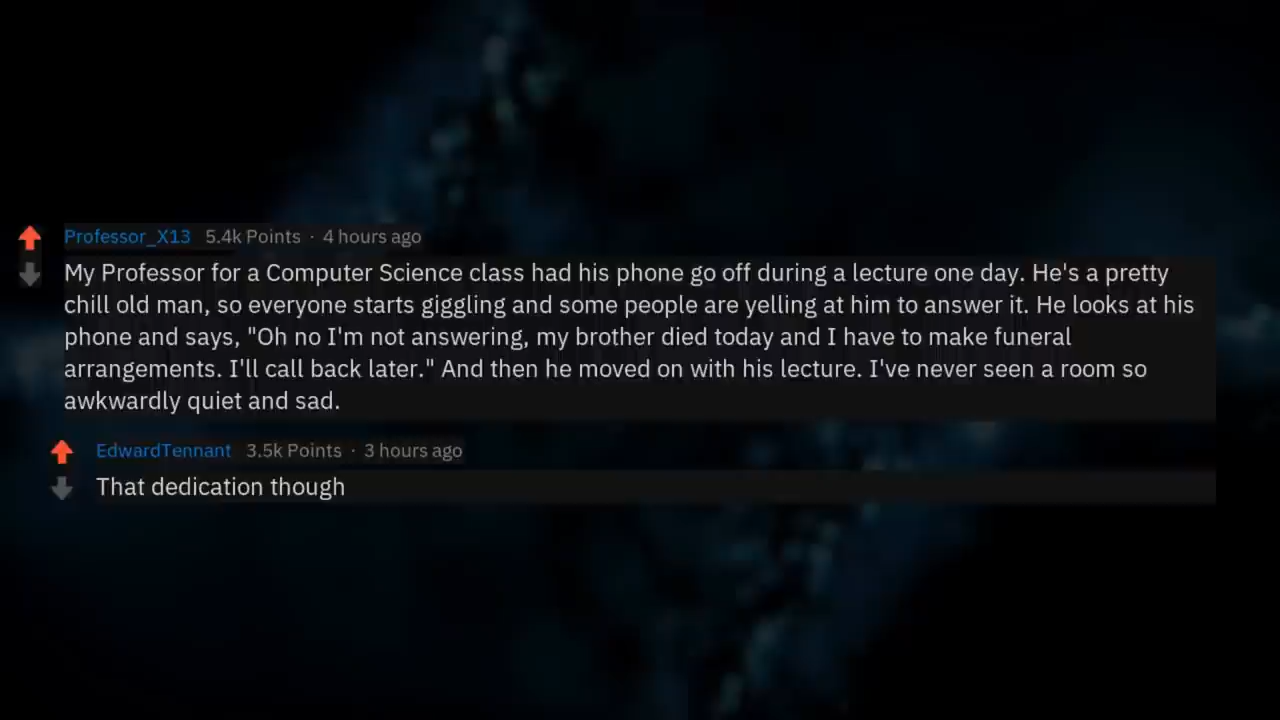 Professor_X13 5.4k Points · 4 hours ago
My Professor for a Computer Science class had his phone go off during a lecture one day. He's a pretty
chill old man, so everyone starts giggling and some people are yelling at him to answer it. He looks at his
phone and says, "Oh no I'm not answering, my brother died today and I have to make funeral
arrangements. I'll call back later." And then he moved on with his lecture. I've never seen a room so
awkwardly quiet and sad.
EdwardTennant 3.5k Points · 3 hours ago
That dedication though